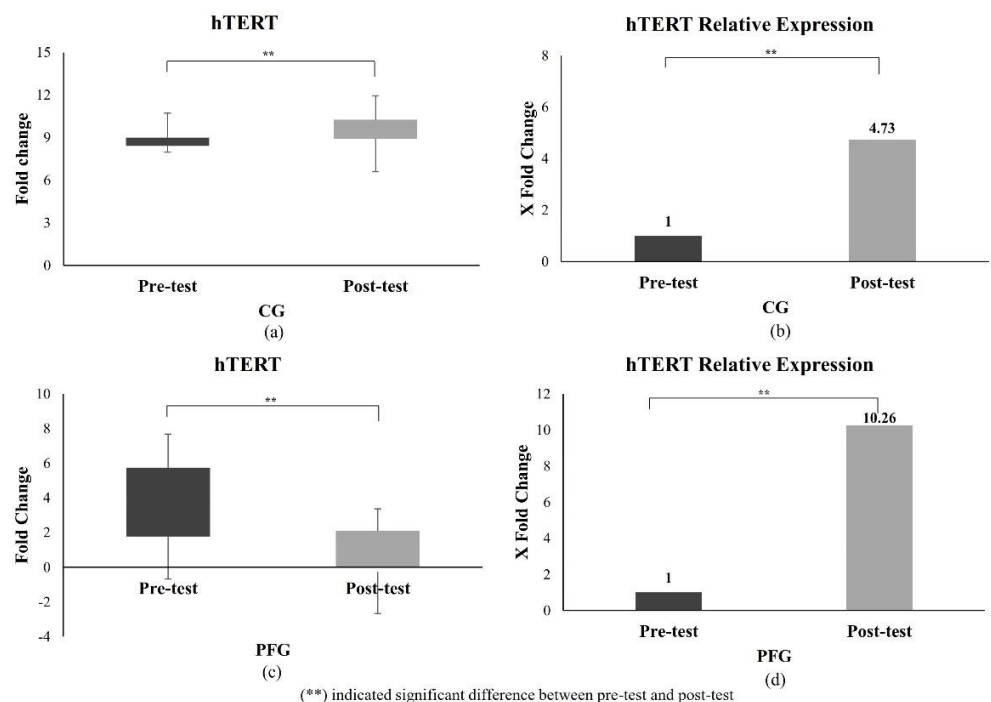 hTERT
15
12
9
6
3
0
Fold change
**
Pre-test
Post-test
CG
(a)
hTERT Relative Expression
8
6
4
2
0
X Fold Change
**
1
4.73
Pre-test
Post-test
CG
(b)
hTERT
10
8
6
4
2
0
-2
-4
Fold Change
**
Pre-test
Post-test
PFG
(c)
hTERT Relative Expression
12
10
8
6
4
2
0
X Fold Change
**
1
10.26
Pre-test
Post-test
PFG
(d)
(**) indicated significant difference between pre-test and post-test